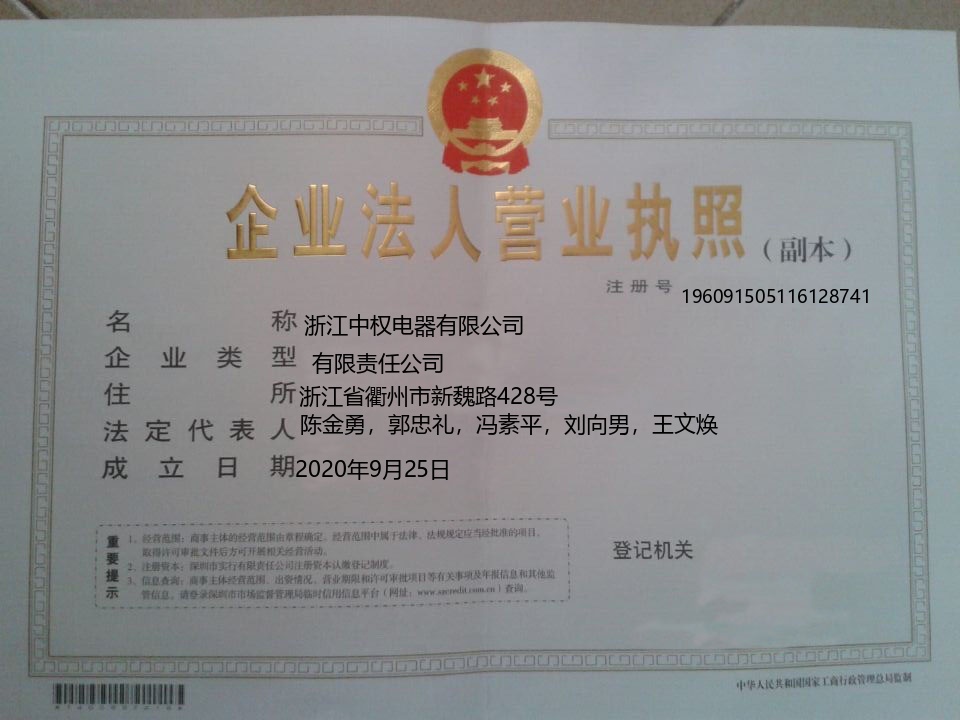 企业法人营业执照（副本）
注册号 196091505116128741
名称 浙江中权电器有限公司
企业类型 有限责任公司
住所 浙江省衢州市新魏路428号
法定代表人 陈金勇，郭忠礼，冯素平，刘向男，王文焕
成立日期 2020年9月25日
重要提示
1、经营范围：商事主体的经营范围由章程确定。经营范围中属于法律、法规规定应当经批准的项目，
取得许可审批文件后方可开展相关经营活动。
2、注册资本：深圳市实行有限责任公司注册资本认缴登记制度。
3、信息查询：商事主体经营范围、出资情况、营业期限和许可审批项目等有关事项及年报信息和其他监
管信息，请登录深圳市市场监督管理局临时信用信息平台（网址：www.szcredit.com.cn）查询。
登记机关
中华人民共和国国家工商行政管理总局监制